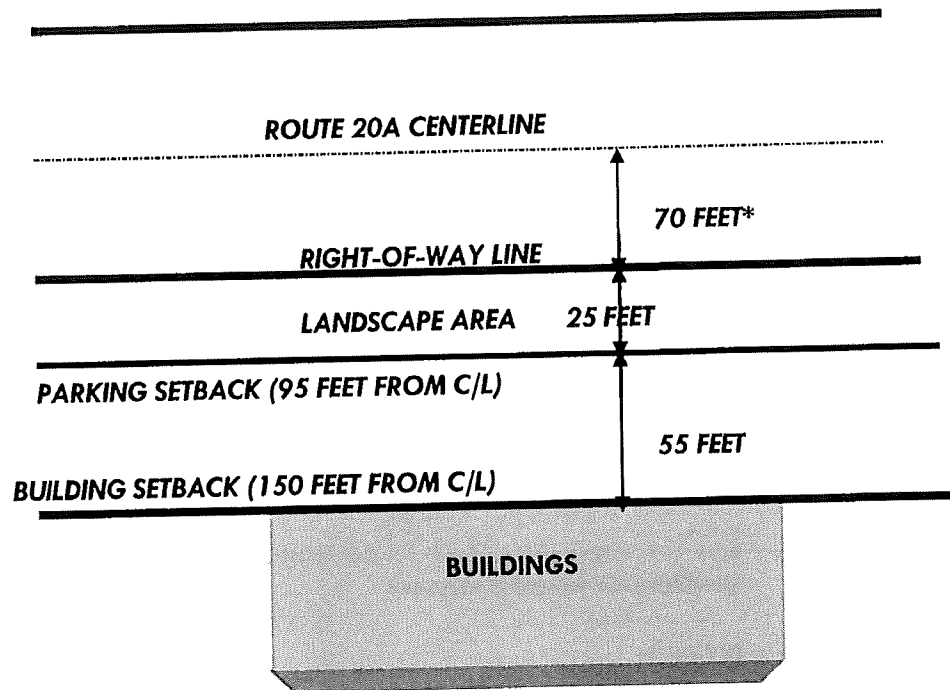 ROUTE 20A CENTERLINE
70 FEET*
RIGHT-OF-WAY LINE
LANDSCAPE AREA 25 FEET
PARKING SETBACK (95 FEET FROM C/L)
55 FEET
BUILDING SETBACK (150 FEET FROM C/L)
BUILDINGS